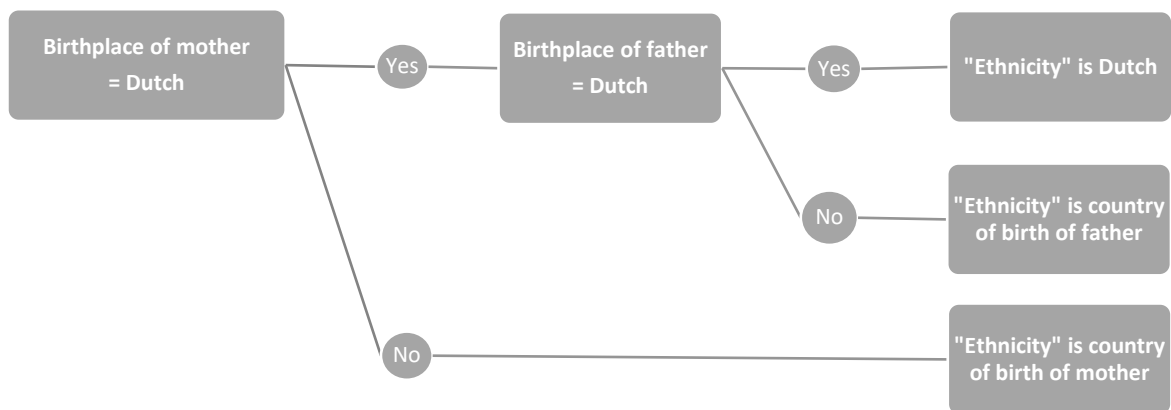 Birthplace of mother
= Dutch
Yes
Birthplace of father
= Dutch
Yes
"Ethnicity" is Dutch
No
"Ethnicity" is country
of birth of father
No
"Ethnicity" is country
of birth of mother